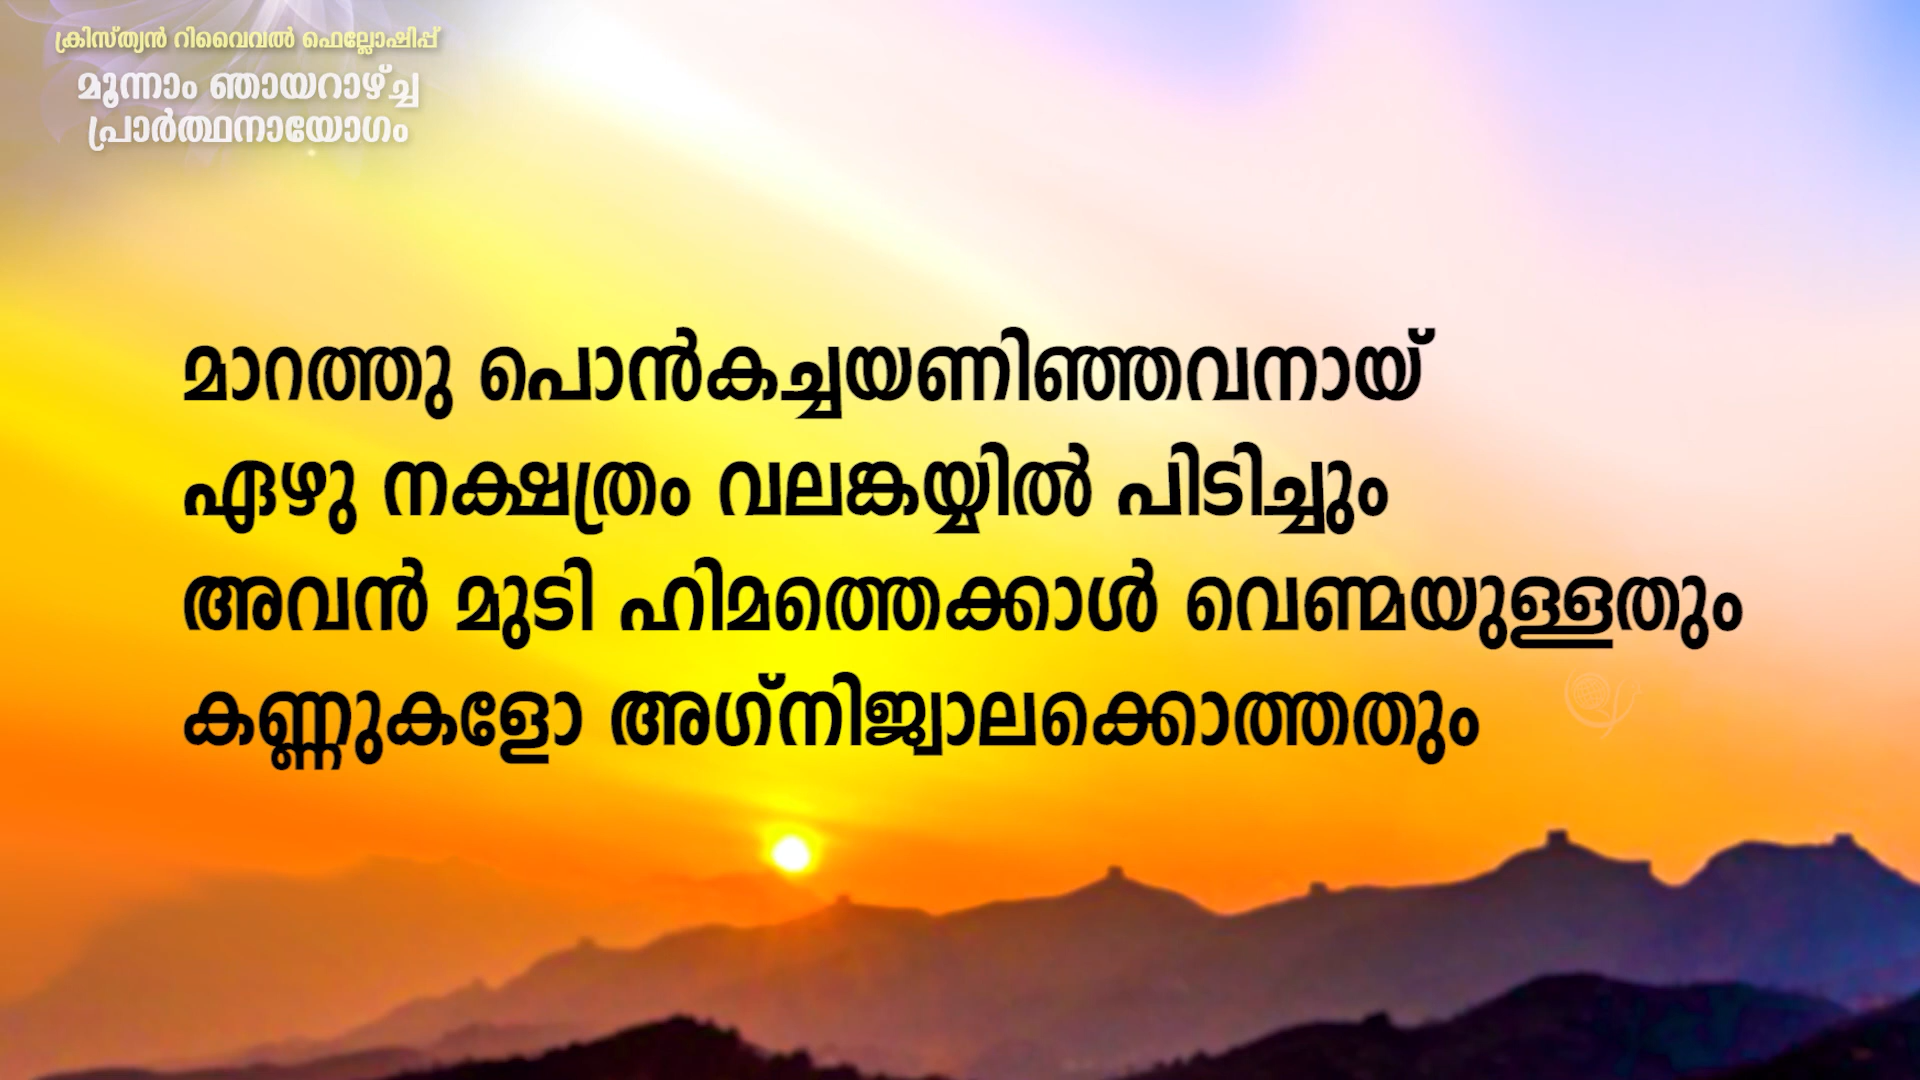 ക്രിസ്ത്യൻ റിവൈവൽ ഫെല്ലോഷിപ്പ്
മൂന്നാം ഞായറാഴ്ച്ച
പ്രാർത്ഥനായോഗം
മാറത്തു പൊൻകച്ചയണിഞ്ഞവനായ്
ഏഴു നക്ഷത്രം വലങ്കയ്യിൽ പിടിച്ചും
അവൻ മുടി ഹിമത്തെക്കാൾ വെണ്മയുള്ളതും
കണ്ണുകളോ അഗ്നിജ്വാലക്കൊത്തതും